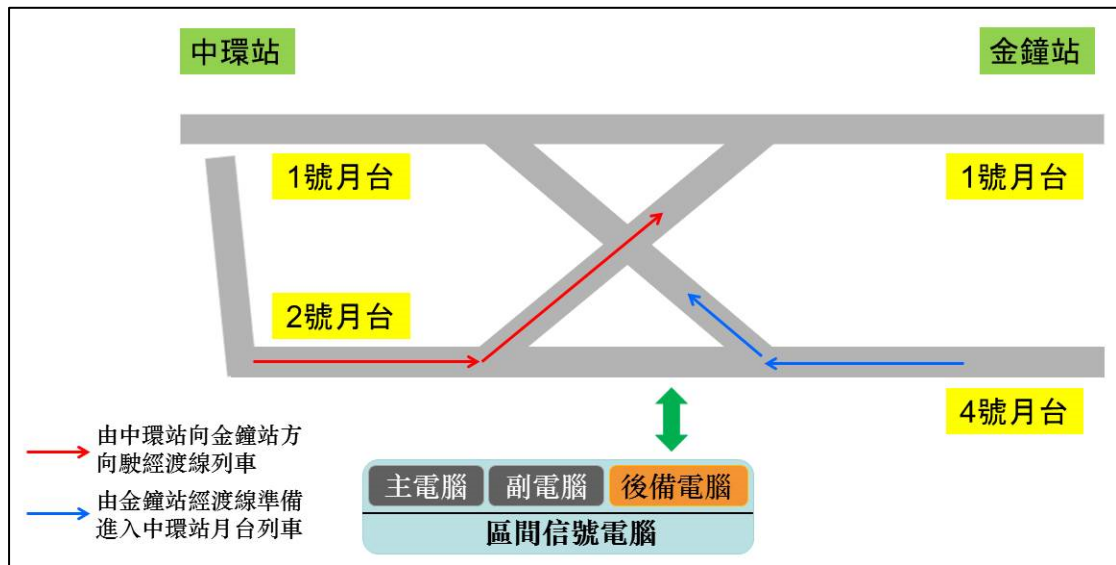 中環站
金鐘站
1號月台
1號月台
2號月台
4號月台
由中環站向金鐘站方
向駛經渡線列車
由金鐘站經渡線準備
進入中環站月台列車
主電腦
副電腦
後備電腦
區間信號電腦